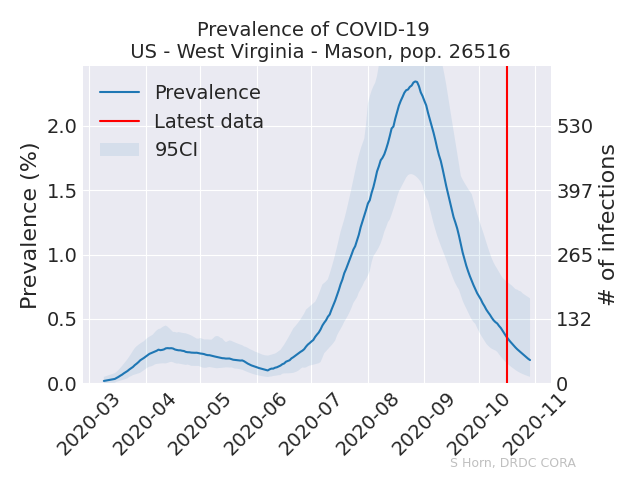 Prevalence of COVID-19
US - West Virginia - Mason, pop. 26516
Prevalence
Latest data
95CI
Prevalence (%)
2.0
1.5
1.0
0.5
0.0
530
397
265
132
0
# of infections
2020-03
2020-04
2020-05
2020-06
2020-07
2020-08
2020-09
2020-10
2020-11
S Horn, DRDC CORA